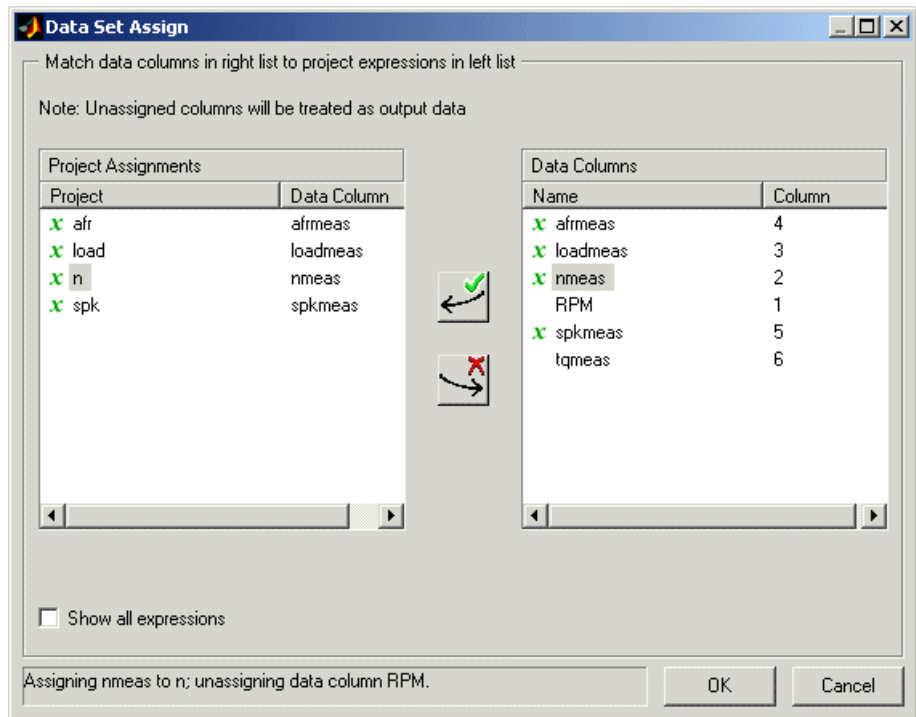 Data Set Assign
Match data columns in right list to project expressions in left list
Note: Unassigned columns will be treated as output data
Project Assignments
Project Data Column
x afr afrmeas
x load loadmeas
x n nmeas
x spk spkmeas
Data Columns
Name Column
x afrmeas 4
x loadmeas 3
x nmeas 2
RPM 1
x spkmeas 5
tqmeas 6
Show all expressions
Assigning nmeas to n; unassigning data column RPM.
OK Cancel